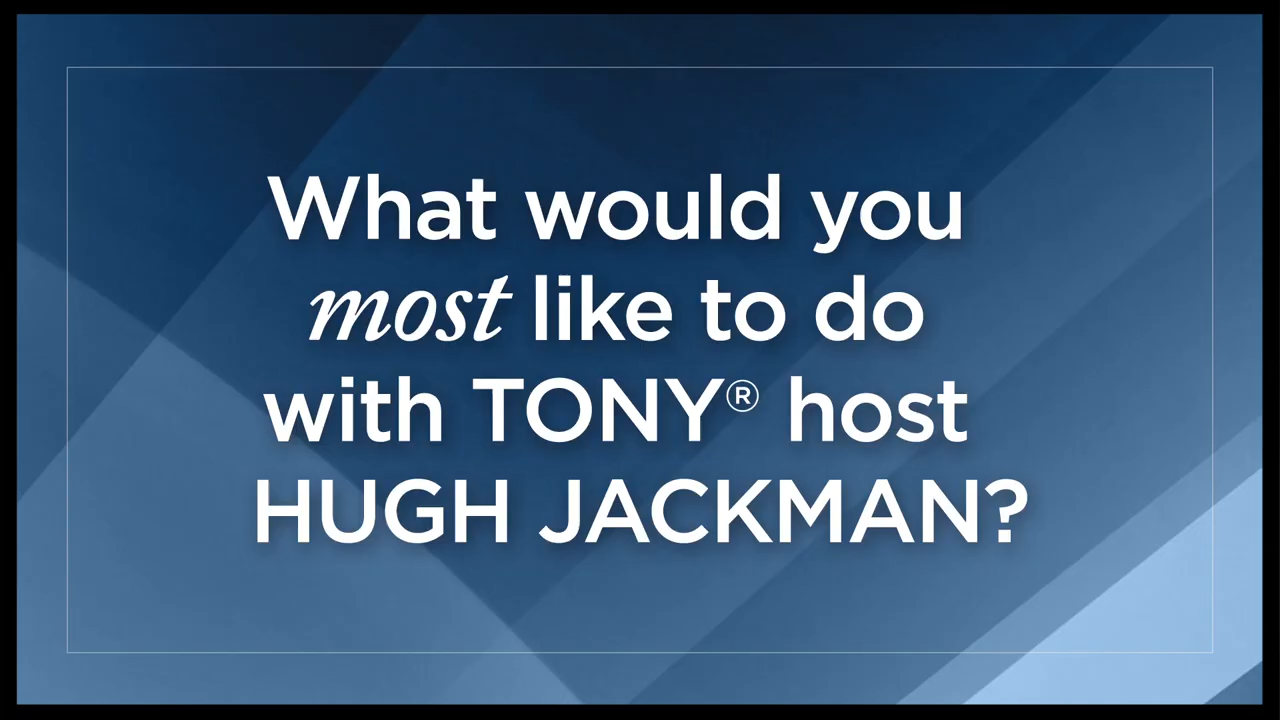 What would you
most like to do
with TONY® host
HUGH JACKMAN?